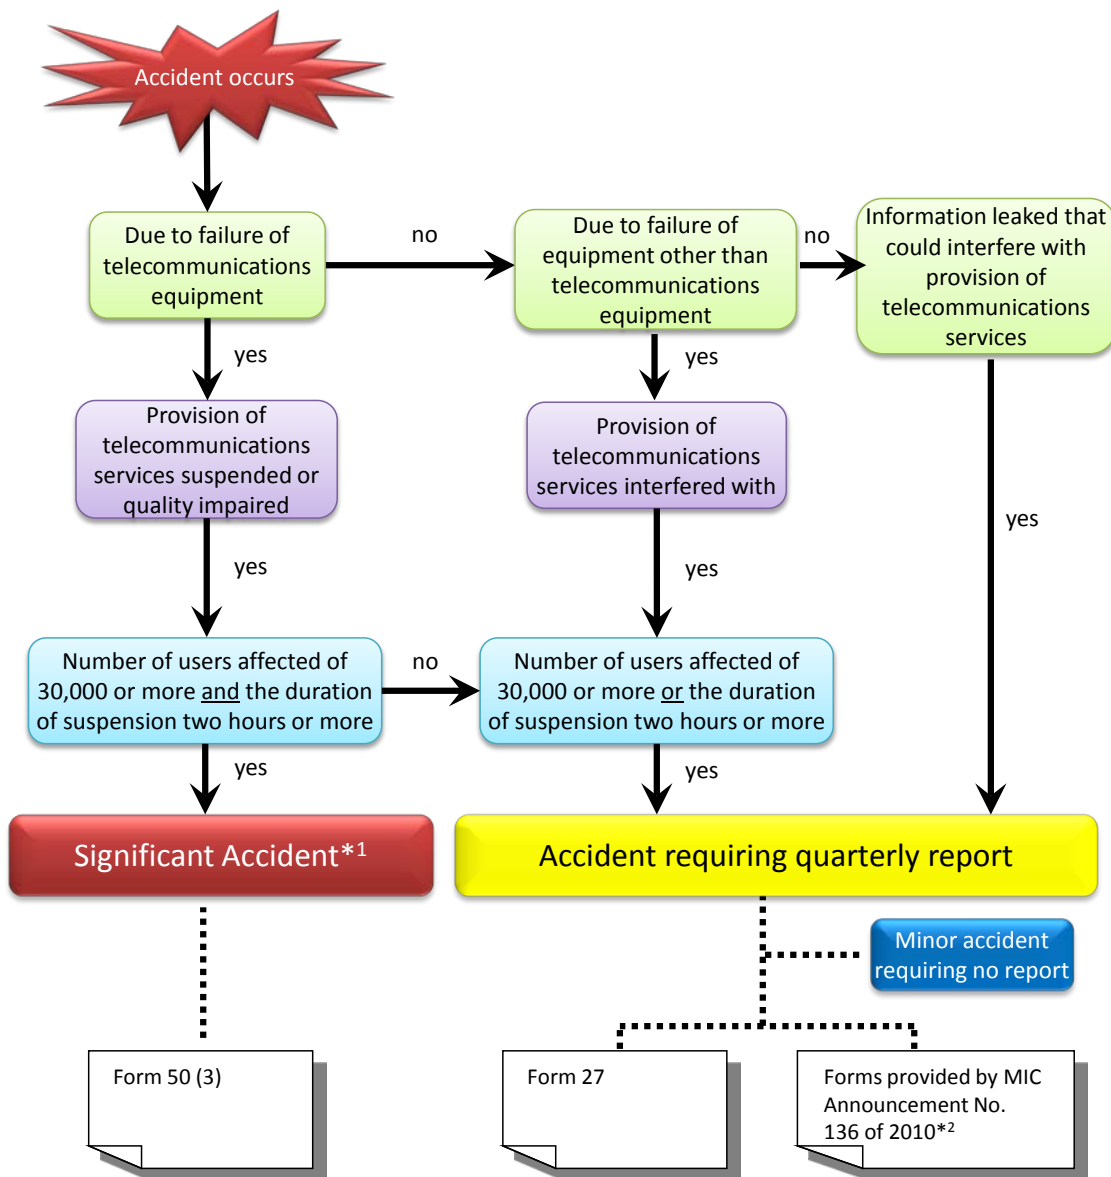 Accident occurs
Due to failure of
telecommunications
equipment
no
Due to failure of
equipment other than
telecommunications
equipment
no
Information leaked that
could interfere with
provision of
telecommunications
services
yes
yes
Provision of
telecommunications
services suspended or
quality impaired
Provision of
telecommunications
services interfered with
yes
yes
yes
Number of users affected of
30,000 or more and the duration
of suspension two hours or more
no
Number of users affected of
30,000 or more or the duration
of suspension two hours or more
yes
yes
Significant Accident*1
Accident requiring quarterly report
Minor accident
requiring no report
Form 50 (3)
Form 27
Forms provided by MIC
Announcement No.
136 of 2010*2